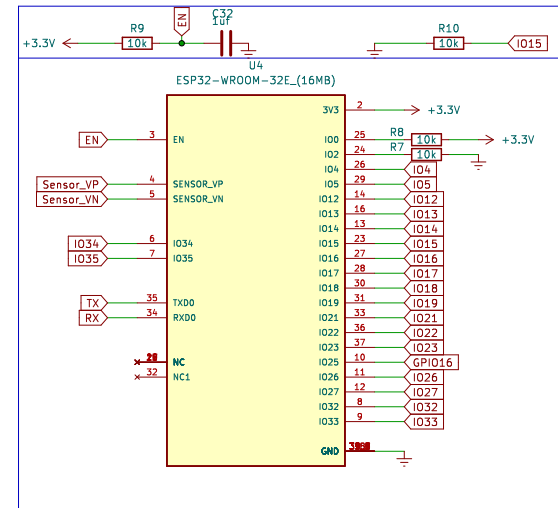 EN
C32
1uf
R9
10k
+3.3V
R10
10k
IO15
U4
ESP32-WROOM-32E_(16MB)
3V3 2 +3.3V
EN 3 EN
IO0 25 R8 10k +3.3V
IO2 24 R7 10k
IO4 26 IO4
Sensor_VP 4 SENSOR_VP IO5 29 IO5
Sensor_VN 5 SENSOR_VN IO12 14 IO12
IO13 16 IO13
IO14 13 IO14
IO34 6 IO34 IO15 23 IO15
IO35 7 IO35 IO16 27 IO16
IO17 28 IO17
IO18 30 IO18
TX 35 TXD0 IO19 31 IO19
RX 34 RXD0 IO21 33 IO21
IO22 36 IO22
IO23 37 IO23
NC IO25 10 GPIO16
32 NC1 IO26 11 IO26
IO27 12 IO27
IO32 8 IO32
IO33 9 IO33
GND